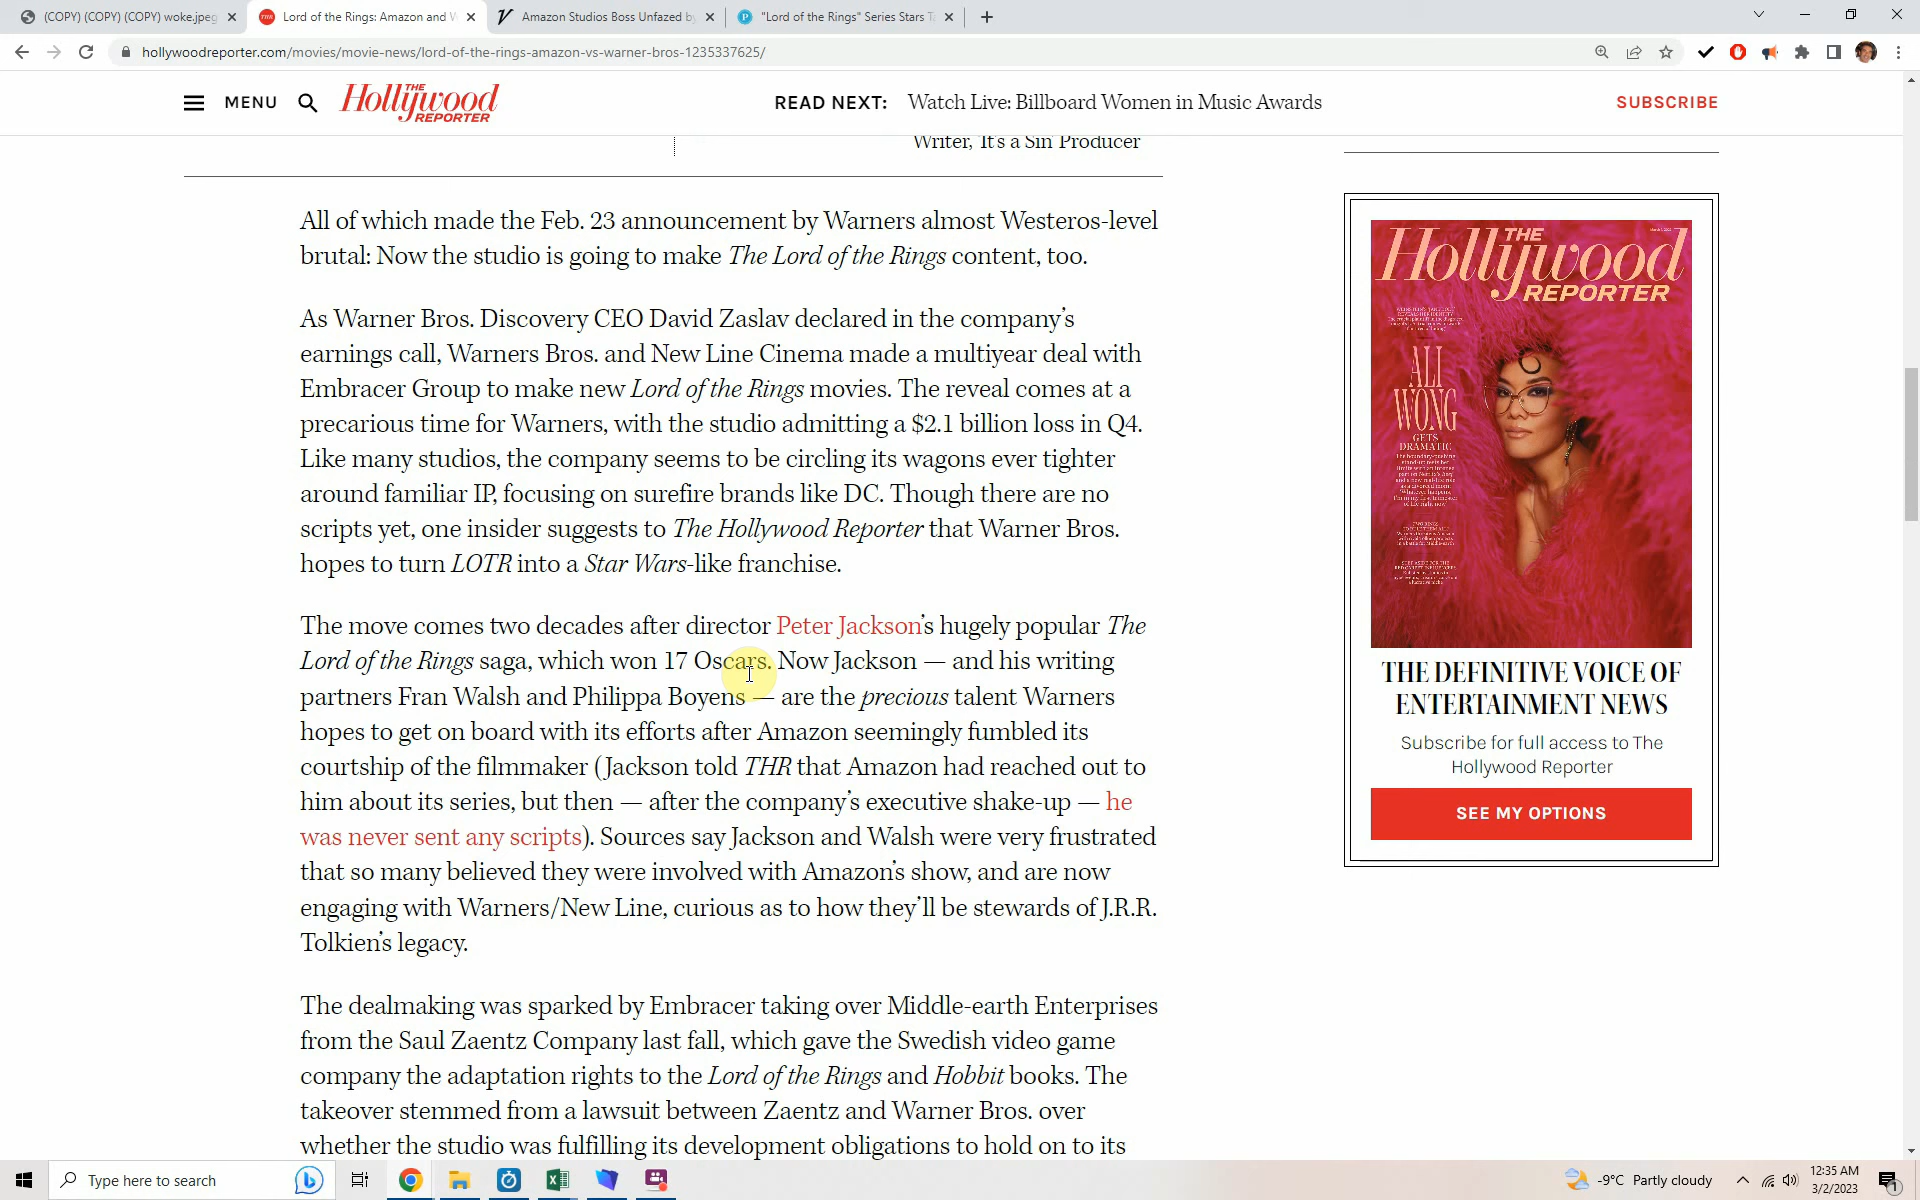 (COPY) (COPY) (COPY) woke.jpeg
Lord of the Rings: Amazon and W
Amazon Studios Boss Unfazed by
"Lord of the Rings" Series Stars T
hollywoodreporter.com/movies/movie-news/lord-of-the-rings-amazon-vs-warner-bros-1235337625/
MENU
THE Hollywood REPORTER
READ NEXT: Watch Live: Billboard Women in Music Awards
SUBSCRIBE
Writer, 'It's a Sin' Producer
All of which made the Feb. 23 announcement by Warners almost Westeros-level
brutal: Now the studio is going to make The Lord of the Rings content, too.
As Warner Bros. Discovery CEO David Zaslav declared in the company's
earnings call, Warners Bros. and New Line Cinema made a multiyear deal with
Embracer Group to make new Lord of the Rings movies. The reveal comes at a
precarious time for Warners, with the studio admitting a $2.1 billion loss in Q4.
Like many studios, the company seems to be circling its wagons ever tighter
around familiar IP, focusing on surefire brands like DC. Though there are no
scripts yet, one insider suggests to The Hollywood Reporter that Warner Bros.
hopes to turn LOTR into a Star Wars-like franchise.
The move comes two decades after director Peter Jackson's hugely popular The
Lord of the Rings saga, which won 17 Oscars. Now Jackson — and his writing
partners Fran Walsh and Philippa Boyens — are the precious talent Warners
hopes to get on board with its efforts after Amazon seemingly fumbled its
courtship of the filmmaker (Jackson told THR that Amazon had reached out to
him about its series, but then — after the company's executive shake-up — he
was never sent any scripts). Sources say Jackson and Walsh were very frustrated
that so many believed they were involved with Amazon's show, and are now
engaging with Warners/New Line, curious as to how they'll be stewards of J.R.R.
Tolkien's legacy.
The dealmaking was sparked by Embracer taking over Middle-earth Enterprises
from the Saul Zaentz Company last fall, which gave the Swedish video game
company the adaptation rights to the Lord of the Rings and Hobbit books. The
takeover stemmed from a lawsuit between Zaentz and Warner Bros. over
whether the studio was fulfilling its development obligations to hold on to its
THE
Hollywood
REPORTER
ALI
WONG
GETS
DRAMATIC
THE DEFINITIVE VOICE OF
ENTERTAINMENT NEWS
Subscribe for full access to The
Hollywood Reporter
SEE MY OPTIONS
Type here to search
-9°C Partly cloudy
12:35 AM
3/2/2023
1